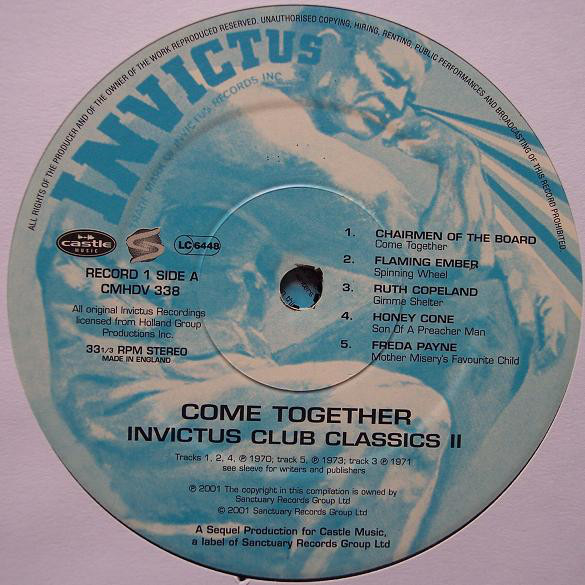 ALL RIGHTS OF THE PRODUCER AND OF THE OWNER OF THE WORK REPRODUCED RESERVED. UNAUTHORISED COPYING, HIRING, RENTING, PUBLIC PERFORMANCES AND BROADCASTING OF THIS RECORD PROHIBITED
INVICTUS
TRADE MARK OF INVICTUS RECORDS INC
castle
MUSIC
LC 6448
RECORD 1 SIDE A
CMHDV 338
All original Invictus Recordings
licensed from Holland Group
Productions Inc.
33 1/3 RPM STEREO
MADE IN ENGLAND
1. CHAIRMEN OF THE BOARD
Come Together
2. FLAMING EMBER
Spinning Wheel
3. RUTH COPELAND
Gimme Shelter
4. HONEY CONE
Son Of A Preacher Man
5. FREDA PAYNE
Mother Misery's Favourite Child
COME TOGETHER
INVICTUS CLUB CLASSICS II
Tracks 1, 2, 4, ℗ 1970; track 5, ℗ 1973; track 3 ℗ 1971
see sleeve for writers and publishers
℗ 2001 The copyright in this compilation is owned by
Sanctuary Records Group Ltd
© 2001 Sanctuary Records Group Ltd
A Sequel Production for Castle Music,
a label of Sanctuary Records Group Ltd